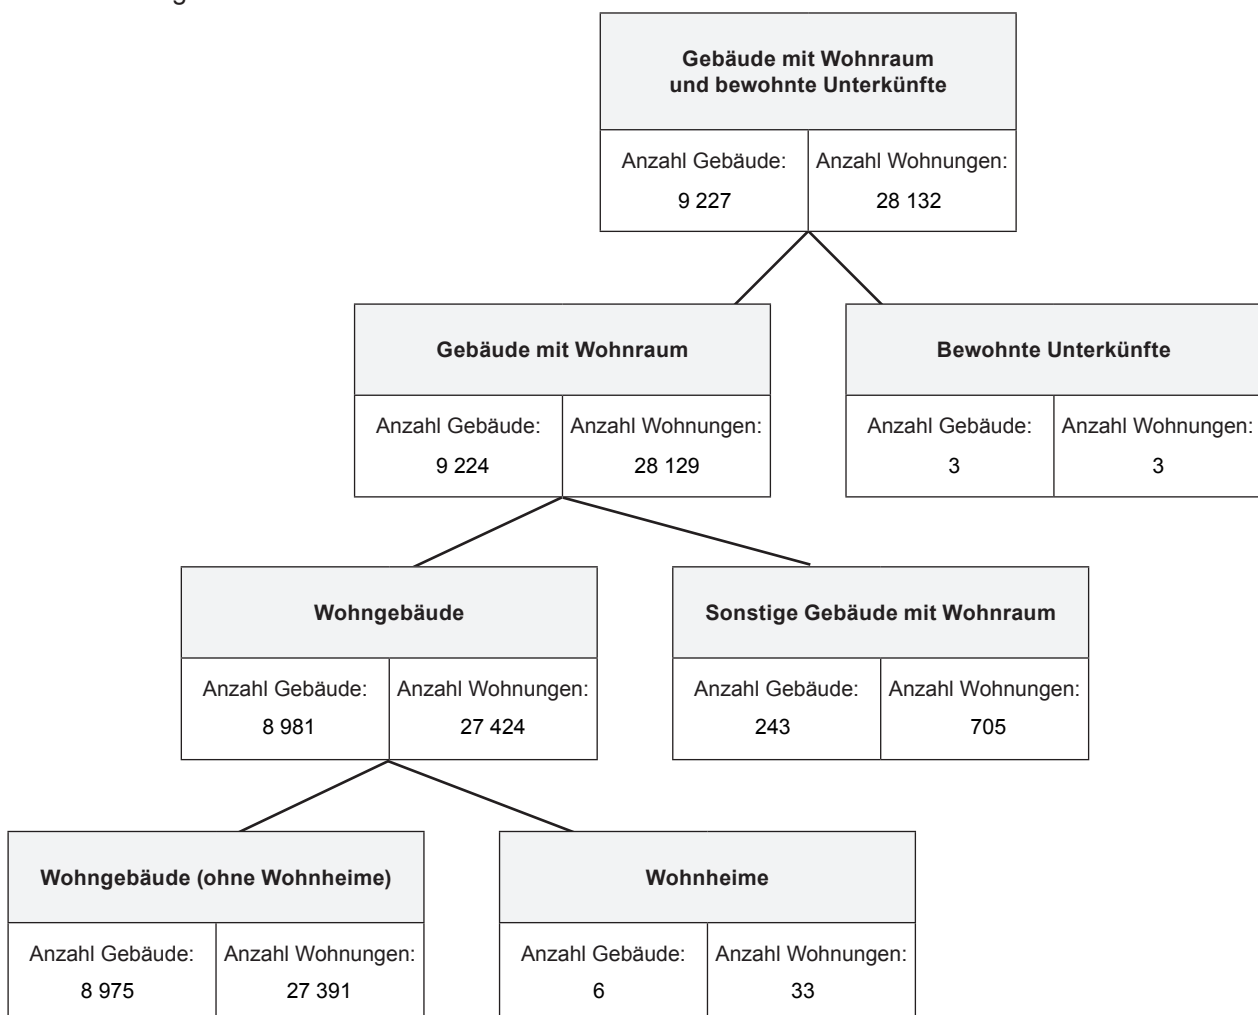 Gebäude mit Wohnraum
und bewohnte Unterkünfte
Anzahl Gebäude: Anzahl Wohnungen:
9 227 28 132
Gebäude mit Wohnraum Bewohnte Unterkünfte
Anzahl Gebäude: Anzahl Wohnungen: Anzahl Gebäude: Anzahl Wohnungen:
9 224 28 129 3 3
Wohngebäude Sonstige Gebäude mit Wohnraum
Anzahl Gebäude: Anzahl Wohnungen: Anzahl Gebäude: Anzahl Wohnungen:
8 981 27 424 243 705
Wohngebäude (ohne Wohnheime) Wohnheime
Anzahl Gebäude: Anzahl Wohnungen: Anzahl Gebäude: Anzahl Wohnungen:
8 975 27 391 6 33